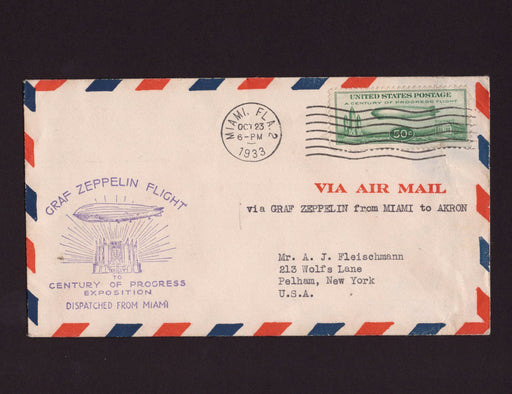 MIAMI, FLA. 2
OCT 23
6-PM
1933
UNITED STATES POSTAGE
A CENTURY OF PROGRESS FLIGHT
50c
VIA AIR MAIL
via GRAF ZEPPELIN from MIAMI to AKRON
GRAF ZEPPELIN FLIGHT
TO
CENTURY OF PROGRESS
EXPOSITION
DISPATCHED FROM MIAMI
Mr. A. J. Fleischmann
213 Wolfs Lane
Pelham, New York
U.S.A.